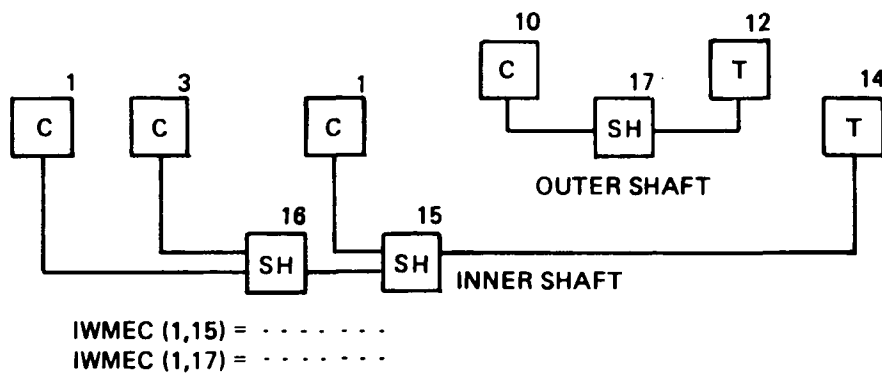 10 12
1 3 1 C 17 T 14
C C C SH T
OUTER SHAFT
16 15
SH SH INNER SHAFT
IWMEC (1,15) = - - - - - - -
IWMEC (1,17) = - - - - - - -